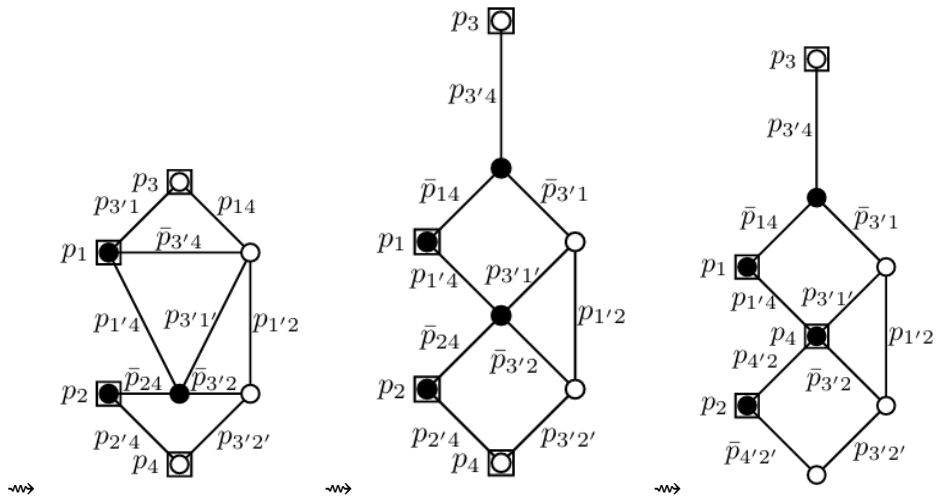 p₃
p₃′₁ p₁₄
p₁ p̄₃′₄
p₁′₄ p₃′₁′ p₁′₂
p₂ p̄₂₄ p̄₃′₂
p₂′₄ p₃′₂′
p₄
⇝
p₃
p₃′₄
p̄₁₄ p̄₃′₁
p₁
p₁′₄ p₃′₁′
p₁′₂
p̄₂₄ p̄₃′₂
p₂
p₂′₄ p₃′₂′
p₄
⇝
p₃
p₃′₄
p̄₁₄ p̄₃′₁
p₁
p₁′₄ p₃′₁′
p₄ p₁′₂
p₄′₂ p̄₃′₂
p₂
p̄₄′₂′ p₃′₂′
⇝